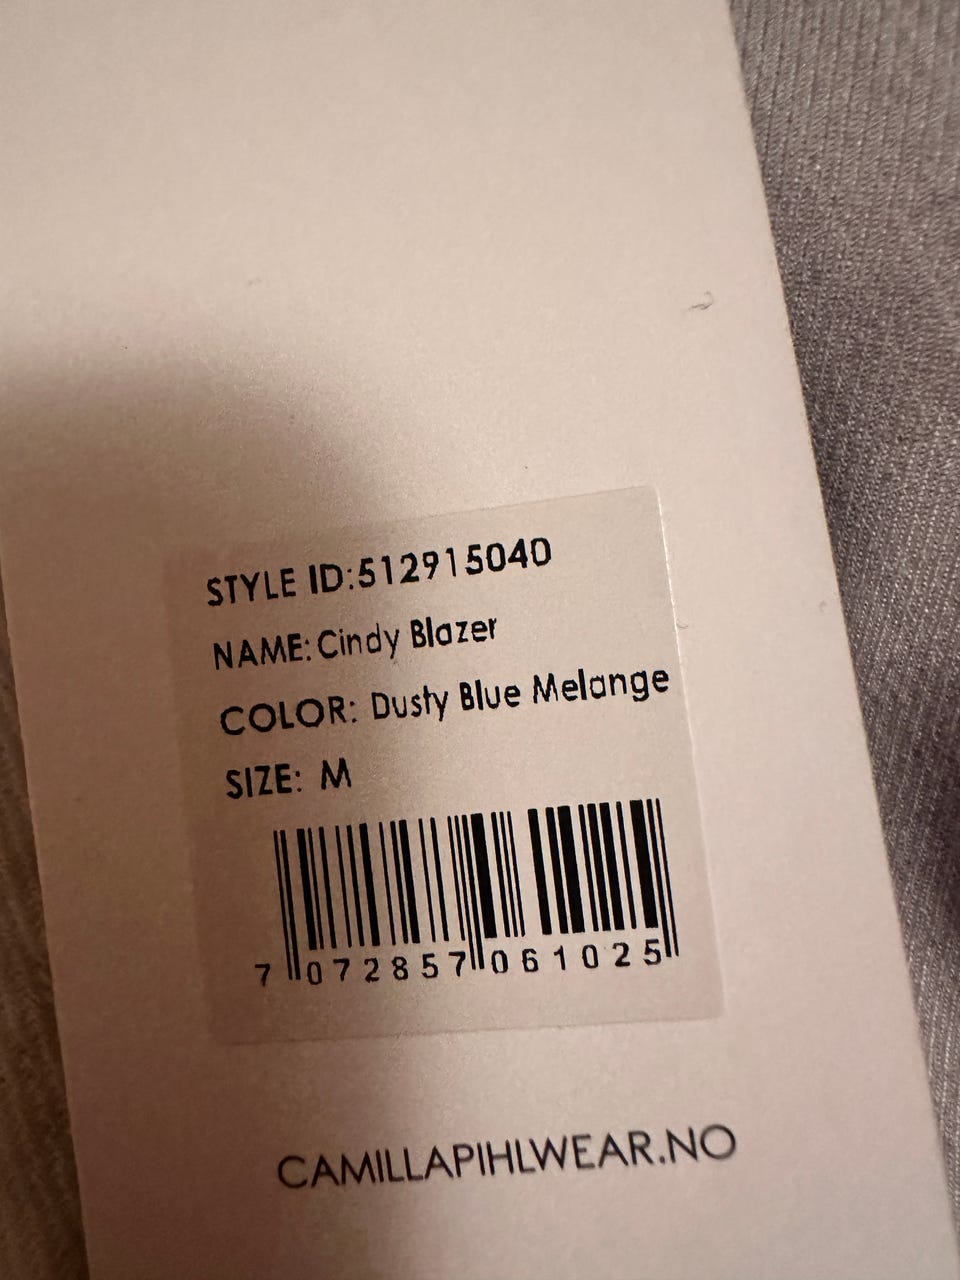 STYLE ID:512915040
NAME: Cindy Blazer
COLOR: Dusty Blue Melange
SIZE: M
7 072857 061025
CAMILLAPIHLWEAR.NO